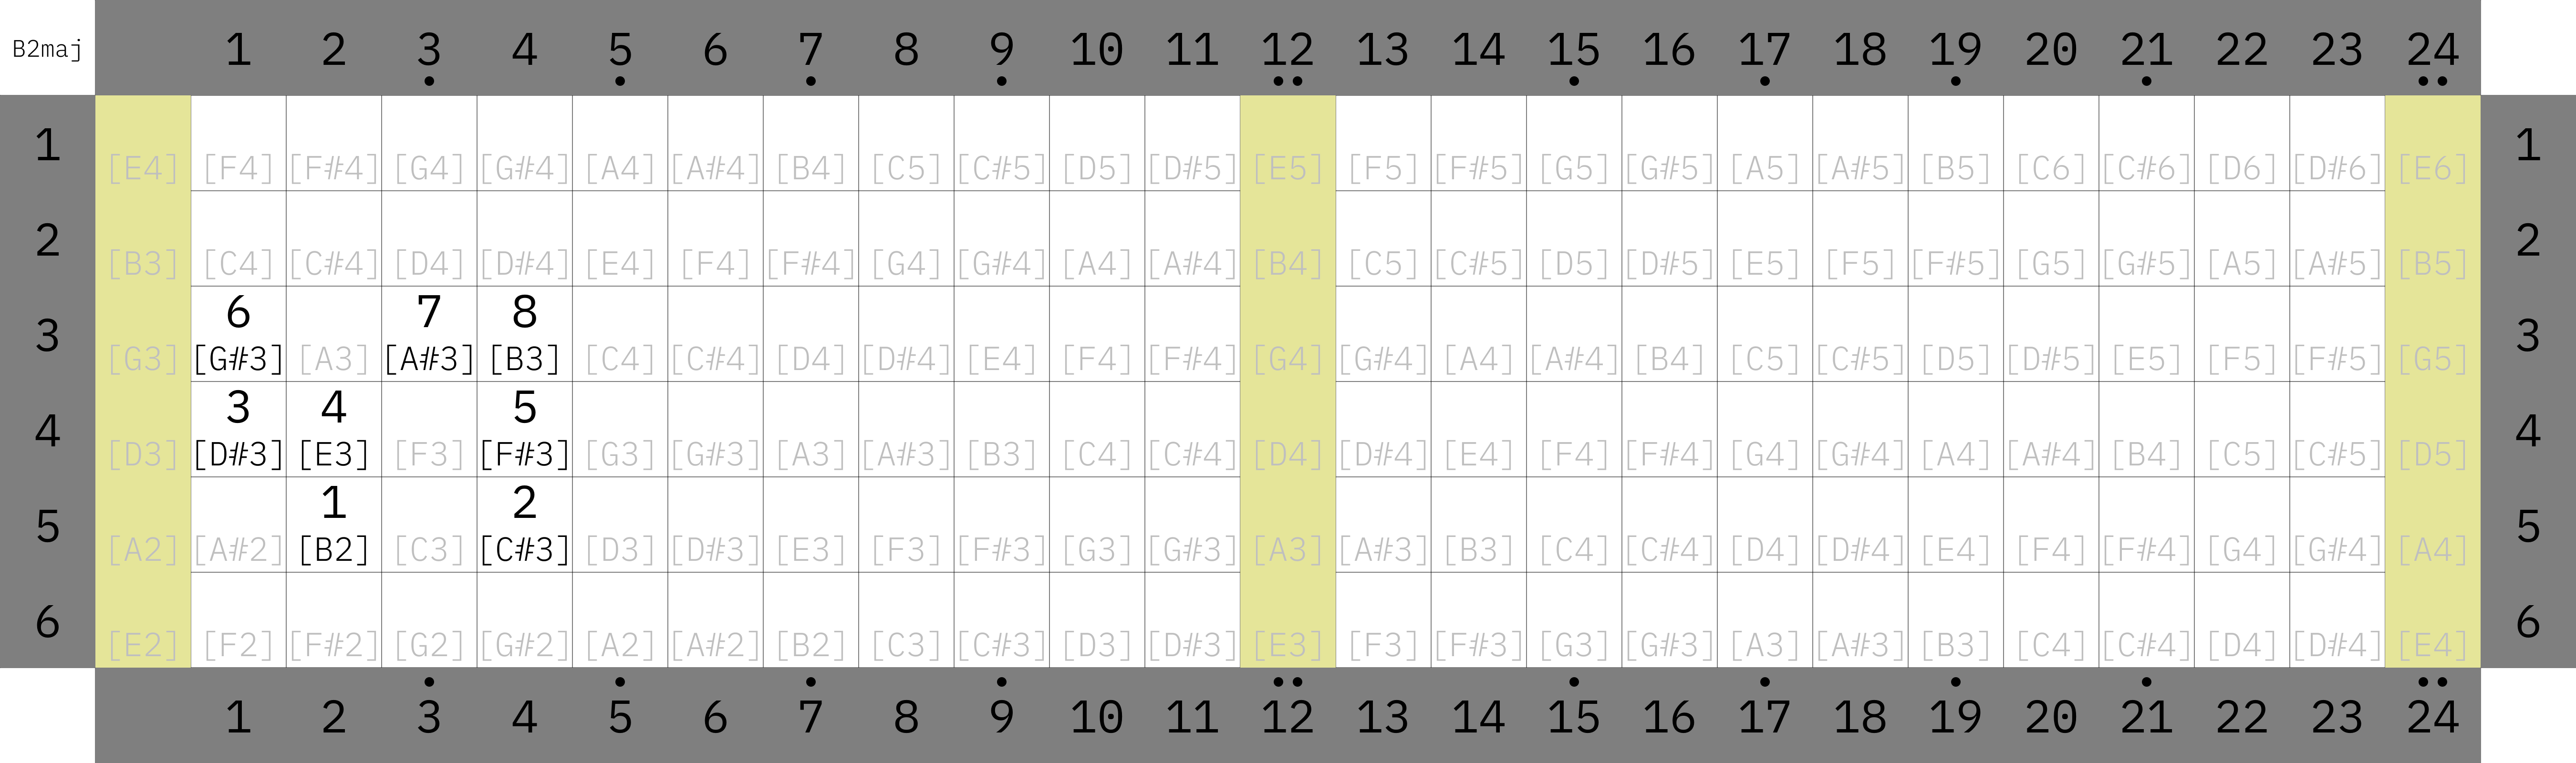 B2maj 1 2 3 4 5 6 7 8 9 10 11 12 13 14 15 16 17 18 19 20 21 22 23 24
1 1
[E4] [F4] [F#4] [G4] [G#4] [A4] [A#4] [B4] [C5] [C#5] [D5] [D#5] [E5] [F5] [F#5] [G5] [G#5] [A5] [A#5] [B5] [C6] [C#6] [D6] [D#6] [E6]
2 2
[B3] [C4] [C#4] [D4] [D#4] [E4] [F4] [F#4] [G4] [G#4] [A4] [A#4] [B4] [C5] [C#5] [D5] [D#5] [E5] [F5] [F#5] [G5] [G#5] [A5] [A#5] [B5]
3 6 7 8 3
[G3] [G#3] [A3] [A#3] [B3] [C4] [C#4] [D4] [D#4] [E4] [F4] [F#4] [G4] [G#4] [A4] [A#4] [B4] [C5] [C#5] [D5] [D#5] [E5] [F5] [F#5] [G5]
4 3 4 5 4
[D3] [D#3] [E3] [F3] [F#3] [G3] [G#3] [A3] [A#3] [B3] [C4] [C#4] [D4] [D#4] [E4] [F4] [F#4] [G4] [G#4] [A4] [A#4] [B4] [C5] [C#5] [D5]
5 1 2 5
[A2] [A#2] [B2] [C3] [C#3] [D3] [D#3] [E3] [F3] [F#3] [G3] [G#3] [A3] [A#3] [B3] [C4] [C#4] [D4] [D#4] [E4] [F4] [F#4] [G4] [G#4] [A4]
6 6
[E2] [F2] [F#2] [G2] [G#2] [A2] [A#2] [B2] [C3] [C#3] [D3] [D#3] [E3] [F3] [F#3] [G3] [G#3] [A3] [A#3] [B3] [C4] [C#4] [D4] [D#4] [E4]
1 2 3 4 5 6 7 8 9 10 11 12 13 14 15 16 17 18 19 20 21 22 23 24